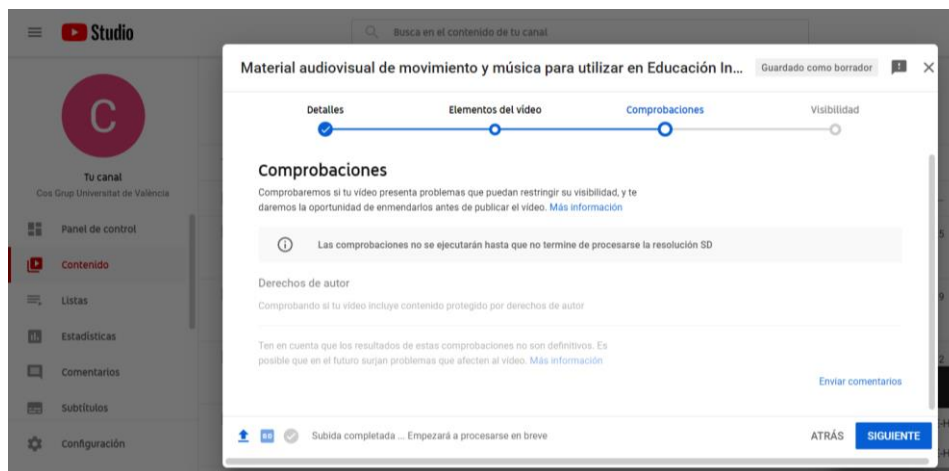 Studio
Busca en el contenido de tu canal
C
Tu canal
Cos Grup Universitat de València
Panel de control
Contenido
Listas
Estadísticas
Comentarios
Subtítulos
Configuración
Material audiovisual de movimiento y música para utilizar en Educación In...
Guardado como borrador
Detalles
Elementos del vídeo
Comprobaciones
Visibilidad
Comprobaciones
Comprobaremos si tu vídeo presenta problemas que puedan restringir su visibilidad, y te
daremos la oportunidad de enmendarlos antes de publicar el vídeo. Más información
Las comprobaciones no se ejecutarán hasta que no termine de procesarse la resolución SD
Derechos de autor
Comprobando si tu vídeo incluye contenido protegido por derechos de autor
Ten en cuenta que los resultados de estas comprobaciones no son definitivos. Es
posible que en el futuro surjan problemas que afecten al vídeo. Más información
Enviar comentarios
Subida completada ... Empezará a procesarse en breve
ATRÁS
SIGUIENTE